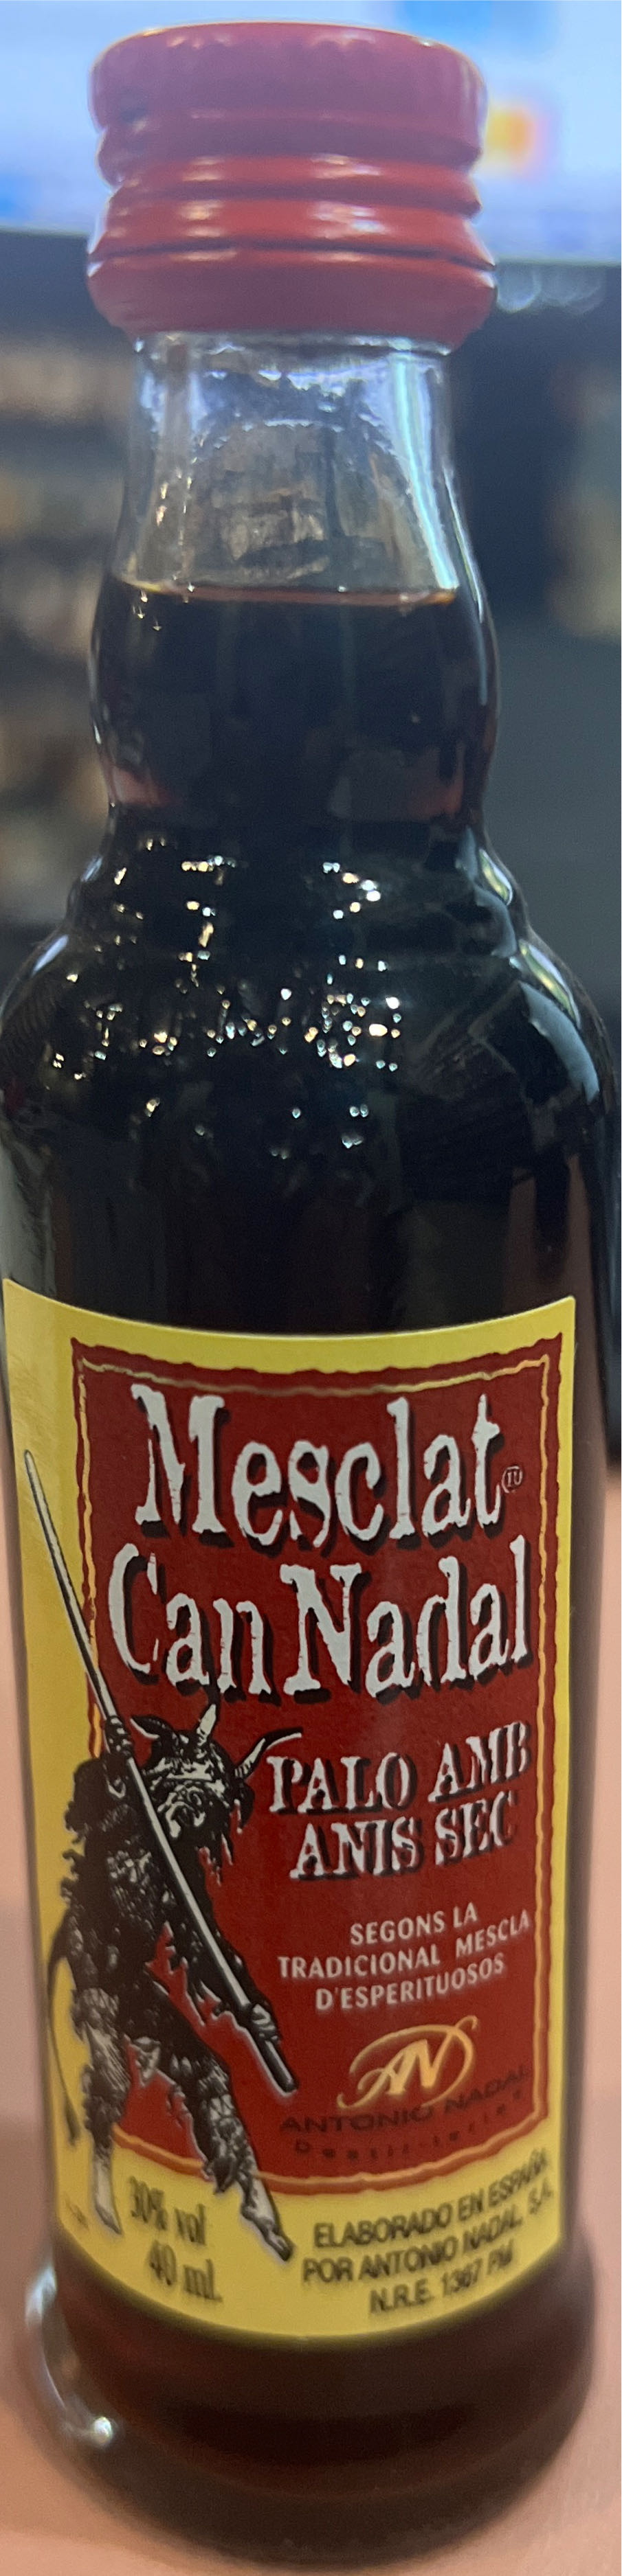 Mesclat
Can Nadal
PALO AMB
ANIS SEC
SEGONS LA
TRADICIONAL MESCLA
D'ESPERITUOSOS
AN
ANTONIO NADAL
30% vol
40 ml.
ELABORADO EN ESPAÑA
POR ANTONIO NADAL, S.A.
N.R.E. 1367 PM